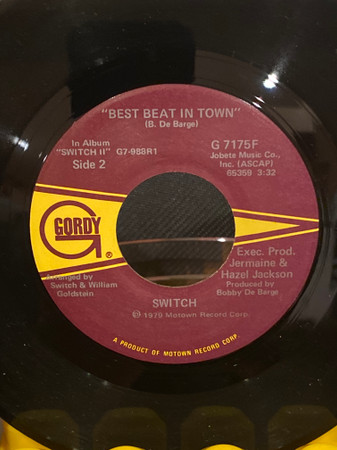 "BEST BEAT IN TOWN"
(B. De Barge)
In Album
"SWITCH II" G7-988R1
Side 2
G 7175F
Jobete Music Co.,
Inc. (ASCAP)
65359 3:32
GORDY
®
Arranged by
Switch & William
Goldstein
Exec. Prod.
Jermaine &
Hazel Jackson
Produced by
Bobby De Barge
SWITCH
℗ 1979 Motown Record Corp.
A PRODUCT OF MOTOWN RECORD CORP.